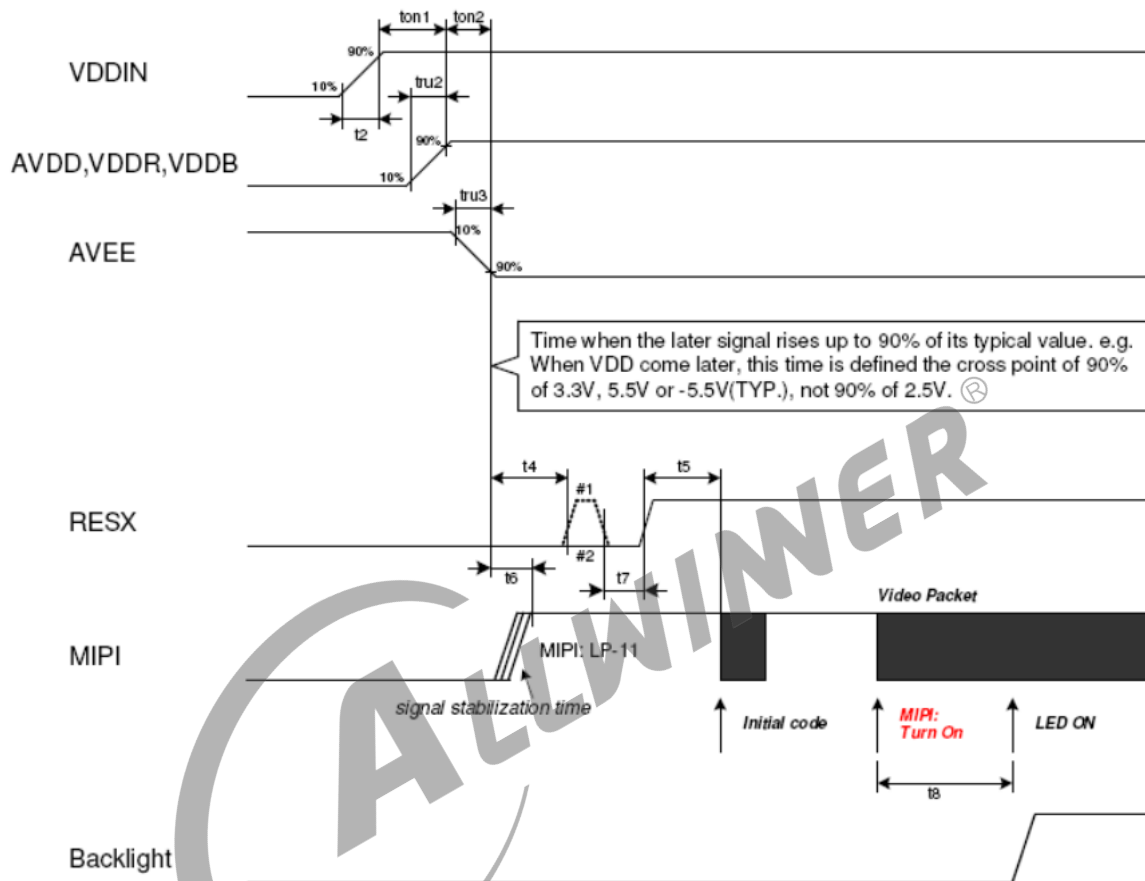 ton1 ton2
VDDIN
90%
10%
tru2
t2
AVDD,VDDR,VDDB
90%
10%
tru3
AVEE
10%
90%
Time when the later signal rises up to 90% of its typical value. e.g.
When VDD come later, this time is defined the cross point of 90%
of 3.3V, 5.5V or -5.5V(TYP.), not 90% of 2.5V.
®
t4
t5
#1
RESX
#2
t6
t7
ALLWINNER
Video Packet
MIPI
MIPI: LP-11
signal stabilization time
Initial code
MIPI:
Turn On
LED ON
t8
Backlight